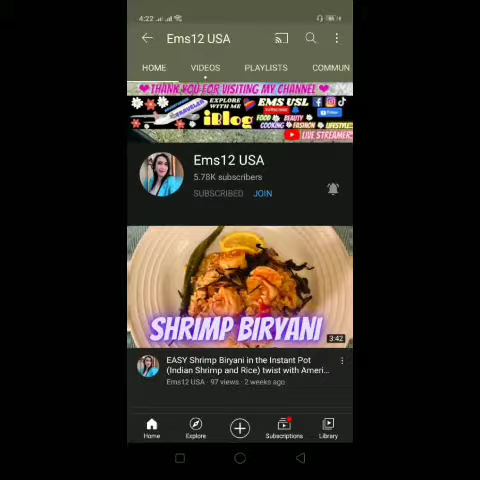 4:22
Ems12 USA
HOME VIDEOS PLAYLISTS COMMUN
❤THANK YOU FOR VISITING MY CHANNEL❤
TRAVELER EXPLORE WITH ME EMS USL
iBlog FOOD BEAUTY
COOKING FASHION LIFESTYLE
LIVE STREAMER
Ems12 USA
5.78K subscribers
SUBSCRIBED JOIN
SHRIMP BIRYANI
3:42
EASY Shrimp Biryani in the Instant Pot
(Indian Shrimp and Rice) twist with Ameri...
Ems12 USA · 97 views · 2 weeks ago
Home Explore Subscriptions Library